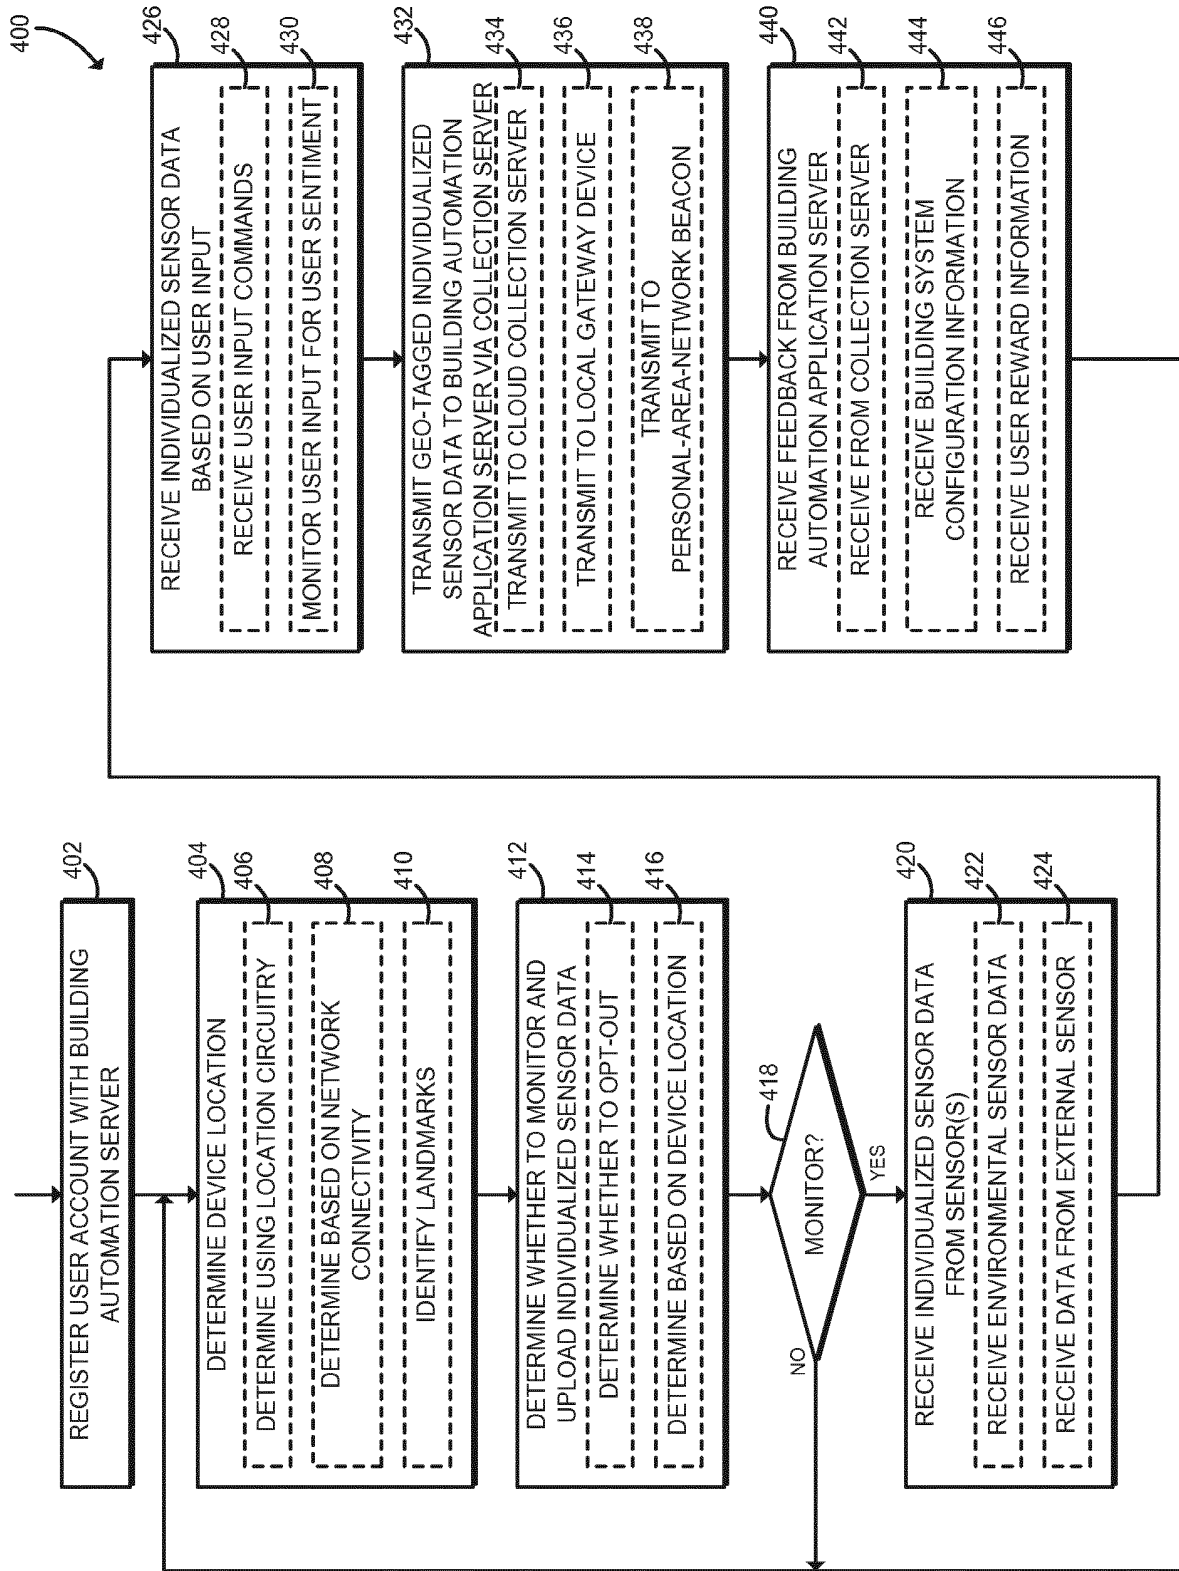 400
402
REGISTER USER ACCOUNT WITH BUILDING
AUTOMATION SERVER
404
DETERMINE DEVICE LOCATION
406
DETERMINE USING LOCATION CIRCUITRY
408
DETERMINE BASED ON NETWORK
CONNECTIVITY
410
IDENTIFY LANDMARKS
412
DETERMINE WHETHER TO MONITOR AND
UPLOAD INDIVIDUALIZED SENSOR DATA
414
DETERMINE WHETHER TO OPT-OUT
416
DETERMINE BASED ON DEVICE LOCATION
418
MONITOR?
NO
YES
420
RECEIVE INDIVIDUALIZED SENSOR DATA
FROM SENSOR(S)
422
RECEIVE ENVIRONMENTAL SENSOR DATA
424
RECEIVE DATA FROM EXTERNAL SENSOR
426
RECEIVE INDIVIDUALIZED SENSOR DATA
BASED ON USER INPUT
428
RECEIVE USER INPUT COMMANDS
430
MONITOR USER INPUT FOR USER SENTIMENT
432
TRANSMIT GEO-TAGGED INDIVIDUALIZED
SENSOR DATA TO BUILDING AUTOMATION
APPLICATION SERVER VIA COLLECTION SERVER
434
TRANSMIT TO CLOUD COLLECTION SERVER
436
TRANSMIT TO LOCAL GATEWAY DEVICE
438
TRANSMIT TO
PERSONAL-AREA-NETWORK BEACON
440
RECEIVE FEEDBACK FROM BUILDING
AUTOMATION APPLICATION SERVER
442
RECEIVE FROM COLLECTION SERVER
444
RECEIVE BUILDING SYSTEM
CONFIGURATION INFORMATION
446
RECEIVE USER REWARD INFORMATION